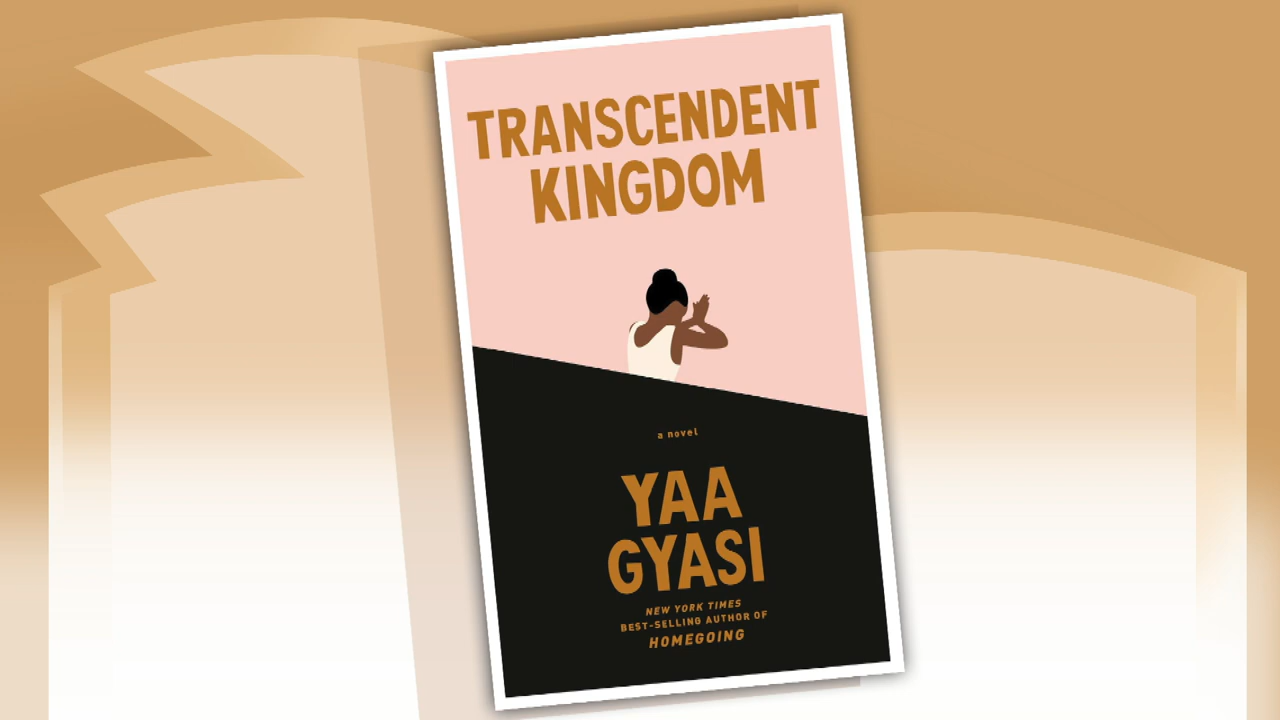 TRANSCENDENT
KINGDOM
a novel
YAA
GYASI
NEW YORK TIMES
BEST-SELLING AUTHOR OF
HOMEGOING